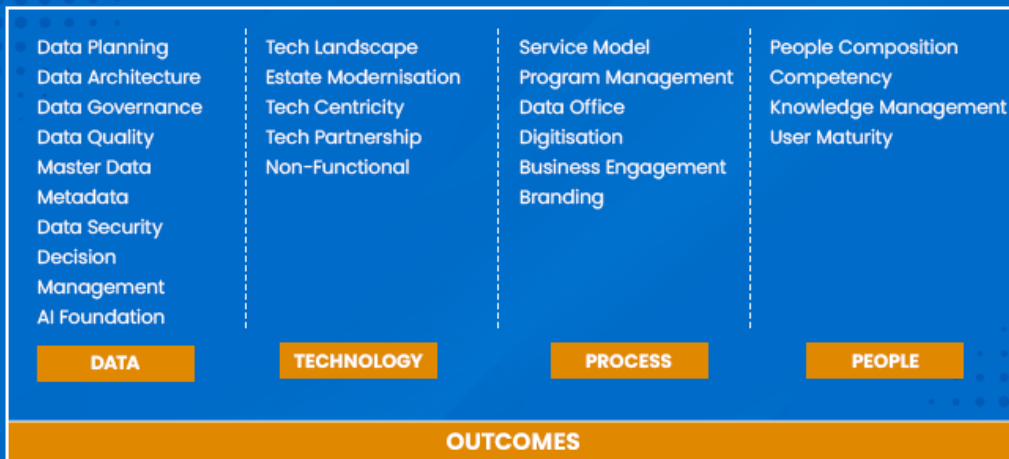 Data Planning
Data Architecture
Data Governance
Data Quality
Master Data
Metadata
Data Security
Decision
Management
AI Foundation
DATA
Tech Landscape
Estate Modernisation
Tech Centricity
Tech Partnership
Non-Functional
TECHNOLOGY
Service Model
Program Management
Data Office
Digitisation
Business Engagement
Branding
PROCESS
People Composition
Competency
Knowledge Management
User Maturity
PEOPLE
OUTCOMES